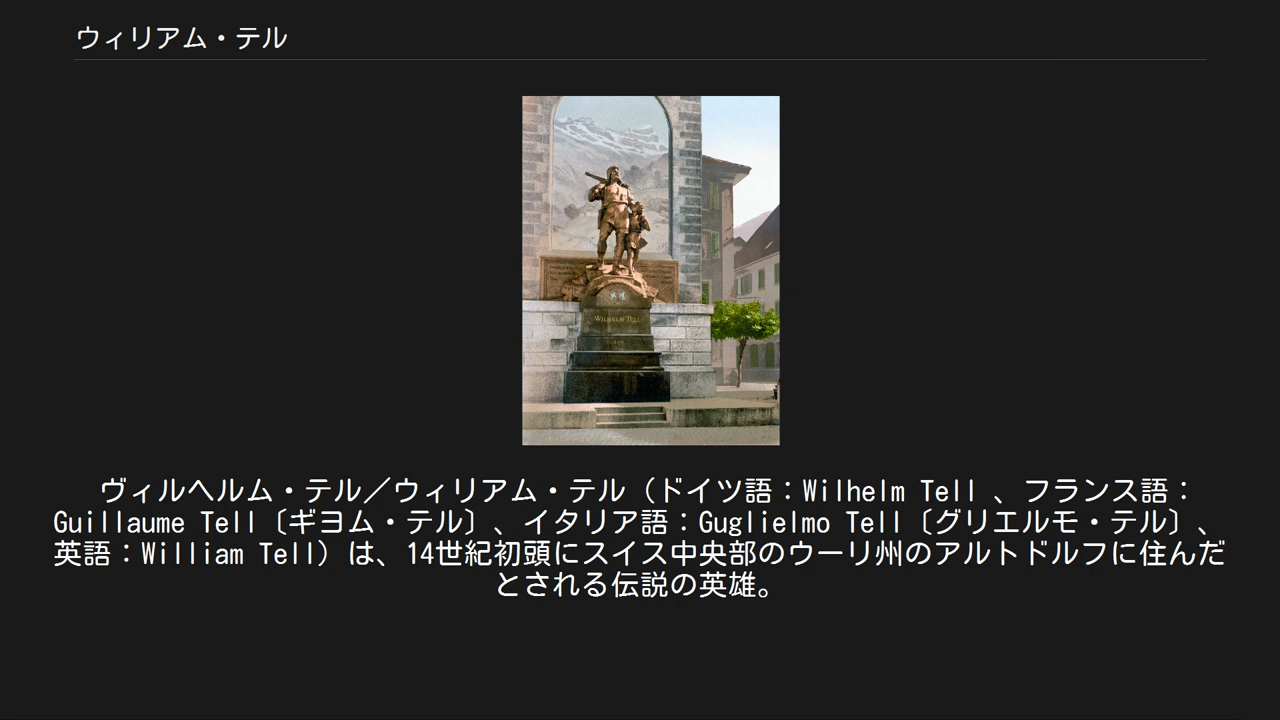 ウィリアム・テル
WILHELM TELL
ヴィルヘルム・テル／ウィリアム・テル（ドイツ語：Wilhelm Tell 、フランス語：
Guillaume Tell〔ギヨム・テル〕、イタリア語：Guglielmo Tell〔グリエルモ・テル〕、
英語：William Tell）は、14世紀初頭にスイス中央部のウーリ州のアルトドルフに住んだ
とされる伝説の英雄。